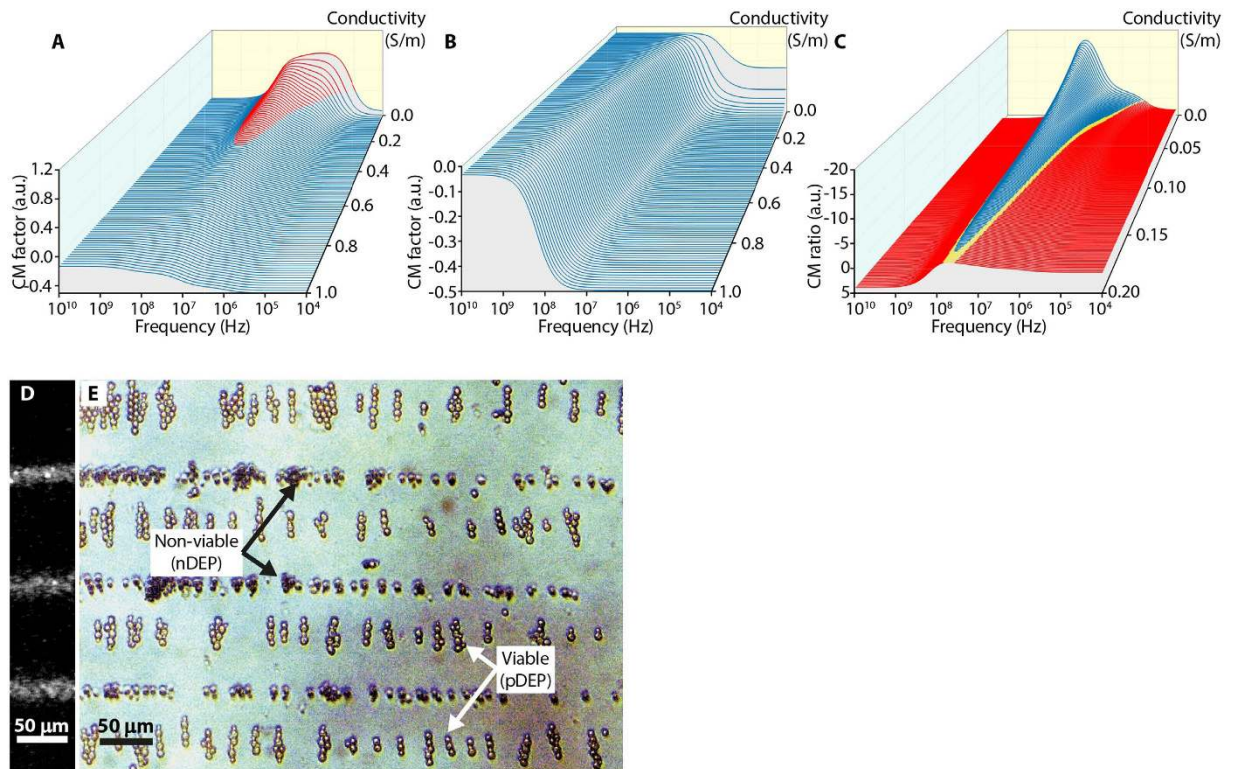 A
Conductivity
(S/m)
1.2
0.8
0.4
0.0
-0.4
CM factor (a.u.)
10¹⁰ 10⁹ 10⁸ 10⁷ 10⁶ 10⁵ 10⁴
Frequency (Hz)
0.0
0.2
0.4
0.6
0.8
1.0
B
Conductivity
(S/m)
0.0
-0.1
-0.2
-0.3
-0.4
-0.5
CM factor (a.u.)
10¹⁰ 10⁹ 10⁸ 10⁷ 10⁶ 10⁵ 10⁴
Frequency (Hz)
0.0
0.2
0.4
0.6
0.8
1.0
C
Conductivity
(S/m)
-20
-15
-10
-5
0
5
CM ratio (a.u.)
10¹⁰ 10⁹ 10⁸ 10⁷ 10⁶ 10⁵ 10⁴
Frequency (Hz)
0.0
0.05
0.10
0.15
0.20
D
50 µm
E
Non-viable
(nDEP)
Viable
(pDEP)
50 µm